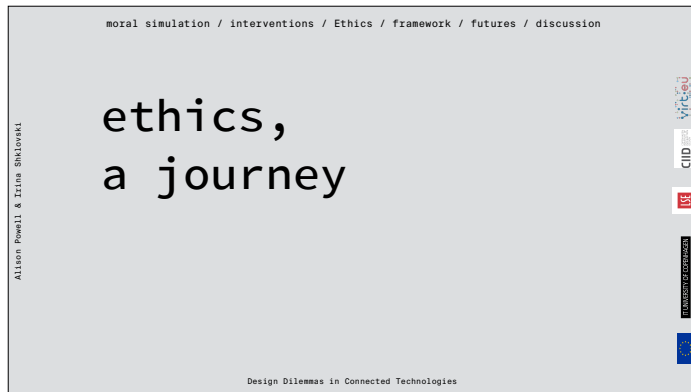 moral simulation / interventions / Ethics / framework / futures / discussion
ethics,
a journey
Alison Powell & Irina Shklovski
virt-eu
CIID
LSE
IT UNIVERSITY OF COPENHAGEN
Design Dilemmas in Connected Technologies